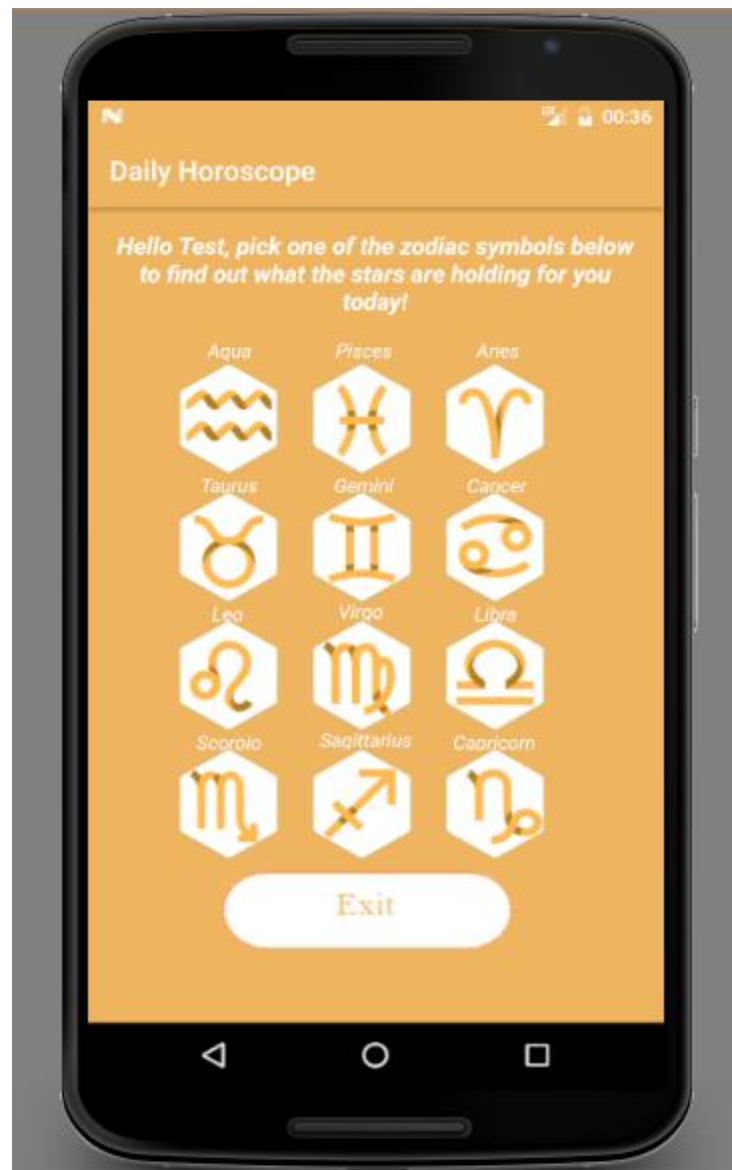 00:36
Daily Horoscope
Hello Test, pick one of the zodiac symbols below
to find out what the stars are holding for you
today!
Aqua Pisces Aries
Taurus Gemini Cancer
Leo Virgo Libra
Scorpio Sagittarius Capricorn
Exit